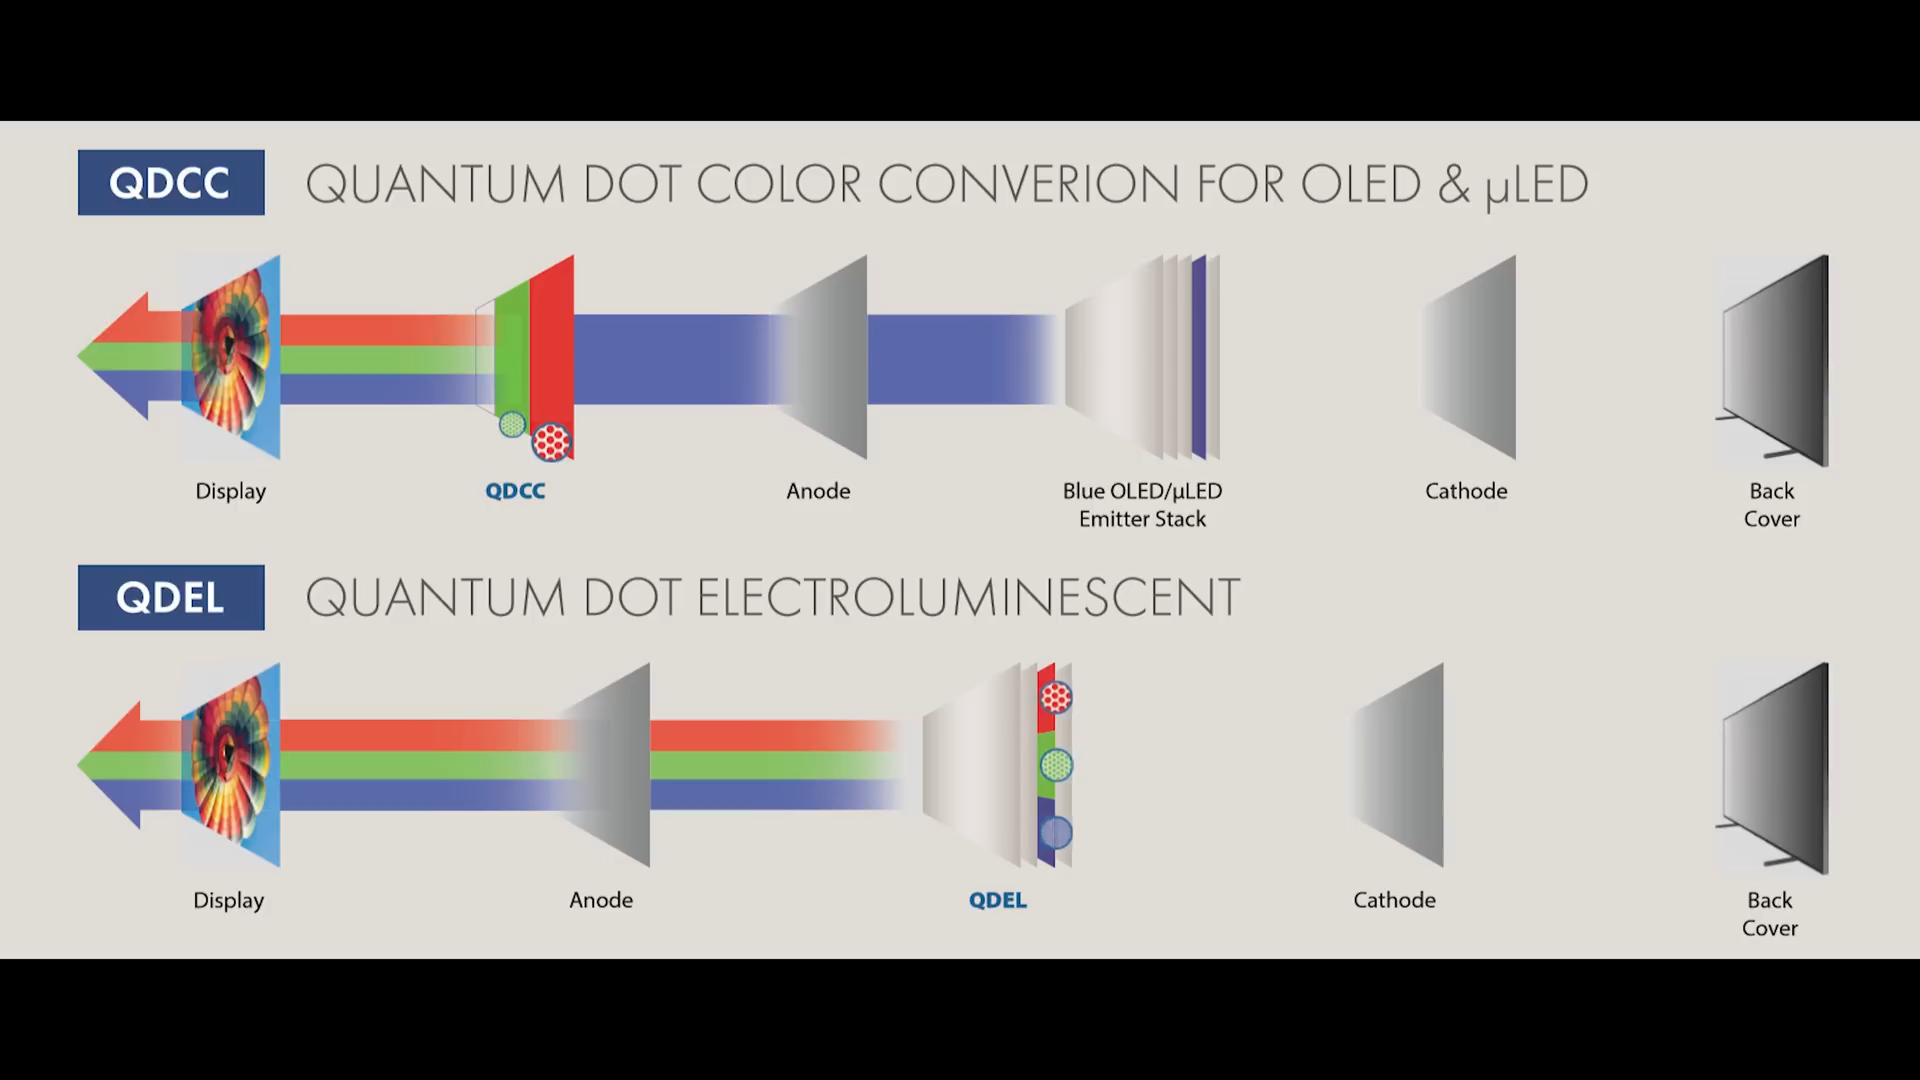 QDCC QUANTUM DOT COLOR CONVERION FOR OLED & µLED
Display
QDCC
Anode
Blue OLED/µLED
Emitter Stack
Cathode
Back
Cover
QDEL QUANTUM DOT ELECTROLUMINESCENT
Display
Anode
QDEL
Cathode
Back
Cover